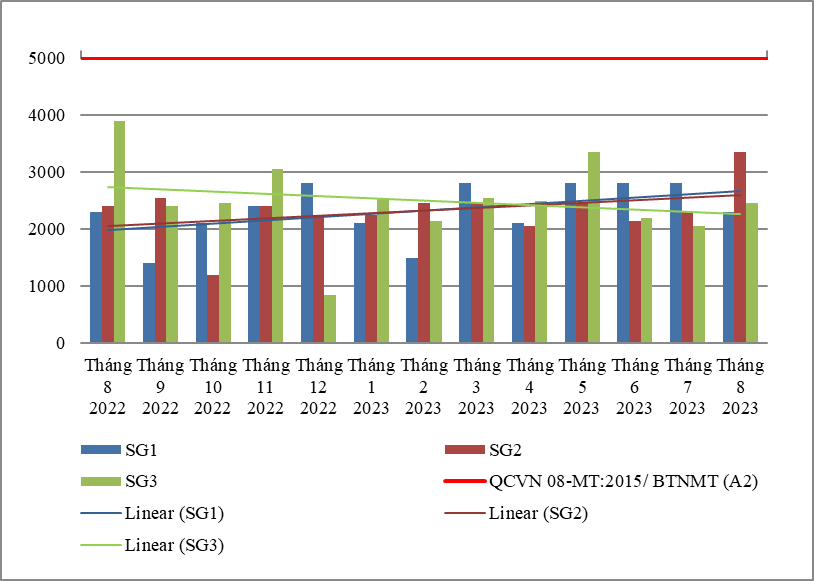 5000
4000
3000
2000
1000
0
Tháng 8 2022
Tháng 9 2022
Tháng 10 2022
Tháng 11 2022
Tháng 12 2022
Tháng 1 2023
Tháng 2 2023
Tháng 3 2023
Tháng 4 2023
Tháng 5 2023
Tháng 6 2023
Tháng 7 2023
Tháng 8 2023
SG1
SG2
SG3
QCVN 08-MT:2015/ BTNMT (A2)
Linear (SG1)
Linear (SG2)
Linear (SG3)